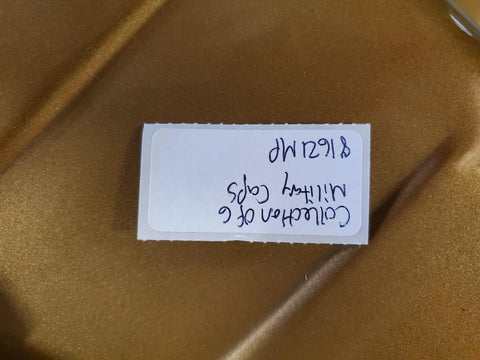 Collection of 6
Military Caps
81621MP